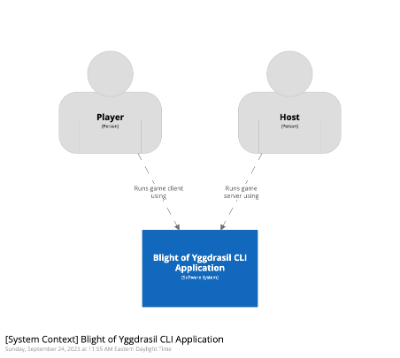 Player
[Person]
Host
[Person]
Runs game client
using
Runs game
server using
Blight of Yggdrasil CLI
Application
[Software System]
[System Context] Blight of Yggdrasil CLI Application
Sunday, September 24, 2023 at 11:55 AM Eastern Daylight Time